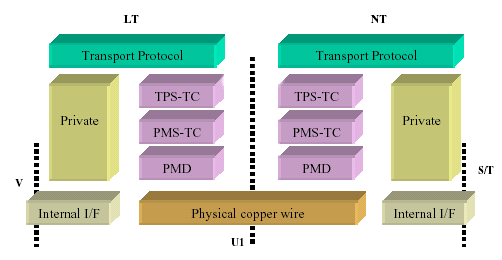 LT NT
Transport Protocol Transport Protocol
Private TPS-TC TPS-TC Private
PMS-TC PMS-TC
PMD PMD
V S/T
Internal I/F Physical copper wire Internal I/F
U1